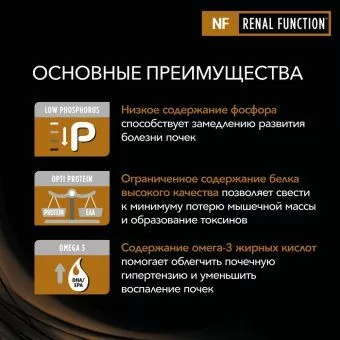 NF RENAL FUNCTION™
ОСНОВНЫЕ ПРЕИМУЩЕСТВА
LOW PHOSPHORUS
P
Низкое содержание фосфора
способствует замедлению развития
болезни почек
OPTI PROTEIN
PROTEIN EAA
Ограниченное содержание белка
высокого качества позволяет свести
к минимуму потерю мышечной массы
и образование токсинов
OMEGA 3
DHA/
EPA
Содержание омега-3 жирных кислот
помогает облегчить почечную
гипертензию и уменьшить
воспаление почек